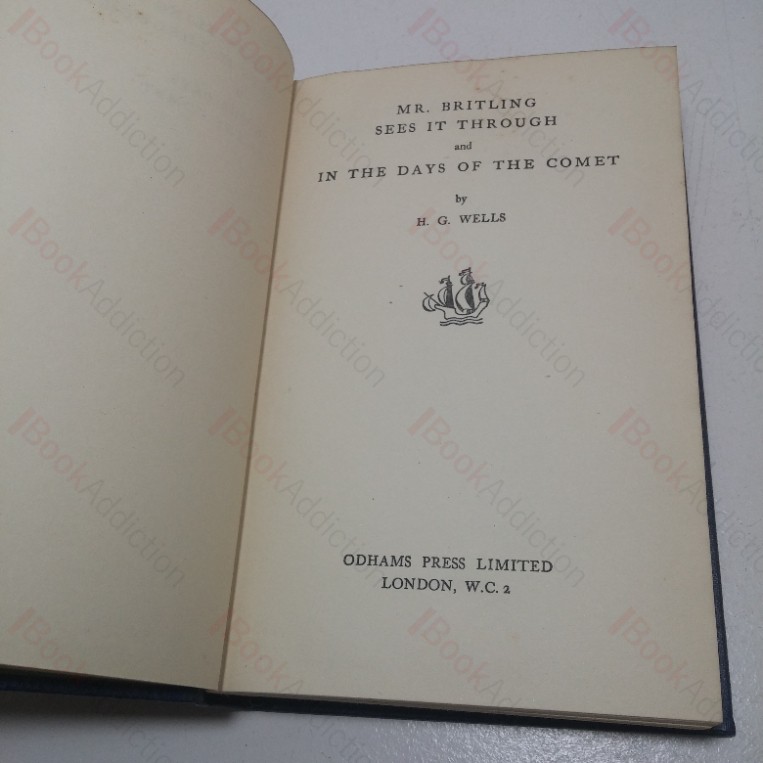 MR. BRITLING
SEES IT THROUGH
and
IN THE DAYS OF THE COMET
by
H. G. WELLS
ODHAMS PRESS LIMITED
LONDON, W.C. 2
BookAddiction